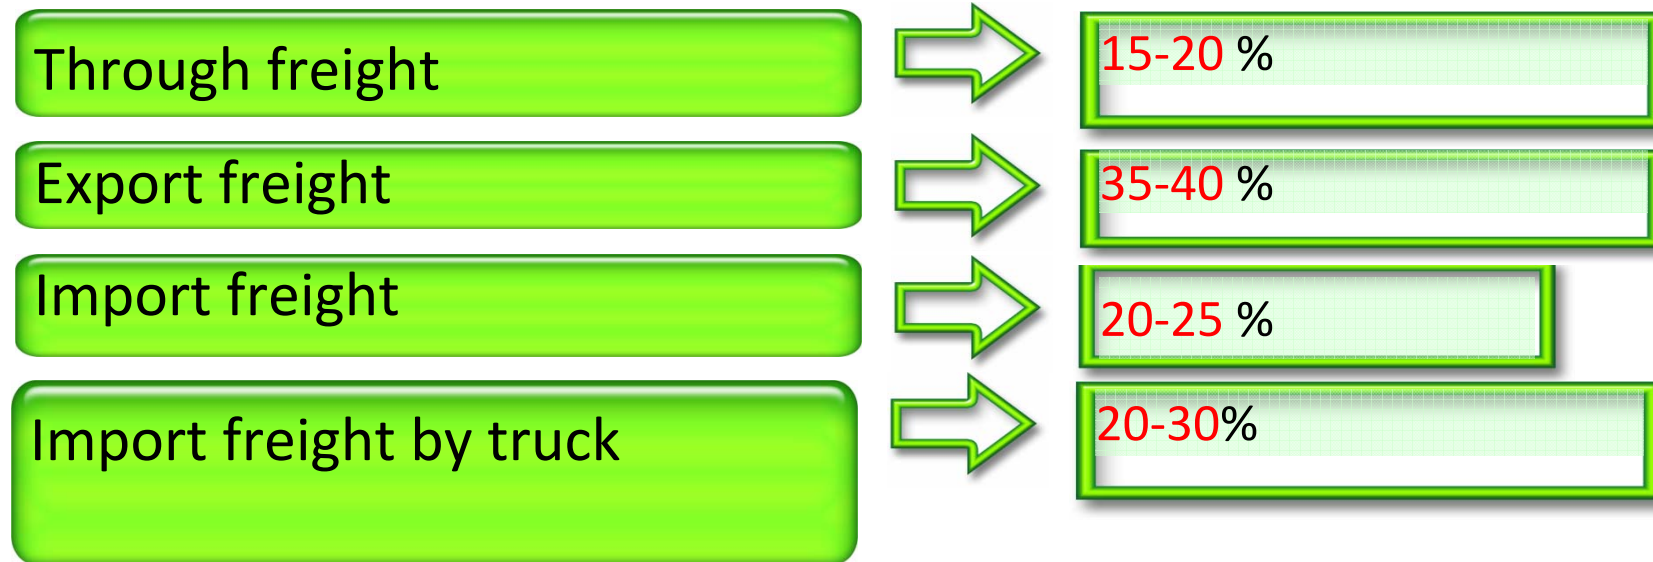 Through freight
15-20 %
Export freight
35-40 %
Import freight
20-25 %
Import freight by truck
20-30%